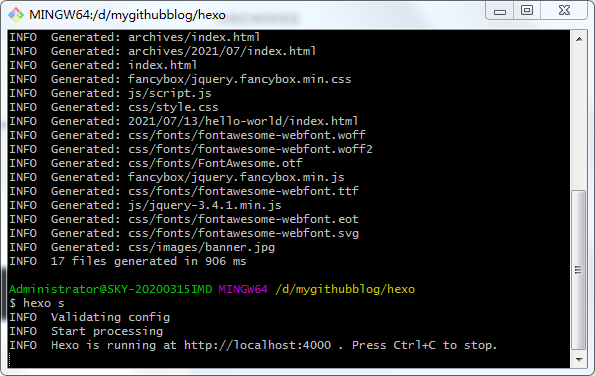 MINGW64:/d/mygithubblog/hexo
INFO  Generated: archives/index.html
INFO  Generated: archives/2021/07/index.html
INFO  Generated: index.html
INFO  Generated: fancybox/jquery.fancybox.min.css
INFO  Generated: js/script.js
INFO  Generated: css/style.css
INFO  Generated: 2021/07/13/hello-world/index.html
INFO  Generated: css/fonts/fontawesome-webfont.woff
INFO  Generated: css/fonts/fontawesome-webfont.woff2
INFO  Generated: css/fonts/FontAwesome.otf
INFO  Generated: fancybox/jquery.fancybox.min.js
INFO  Generated: css/fonts/fontawesome-webfont.ttf
INFO  Generated: js/jquery-3.4.1.min.js
INFO  Generated: css/fonts/fontawesome-webfont.eot
INFO  Generated: css/fonts/fontawesome-webfont.svg
INFO  Generated: css/images/banner.jpg
INFO  17 files generated in 906 ms
Administrator@SKY-20200315IMD MINGW64 /d/mygithubblog/hexo
$ hexo s
INFO  Validating config
INFO  Start processing
INFO  Hexo is running at http://localhost:4000 . Press Ctrl+C to stop.